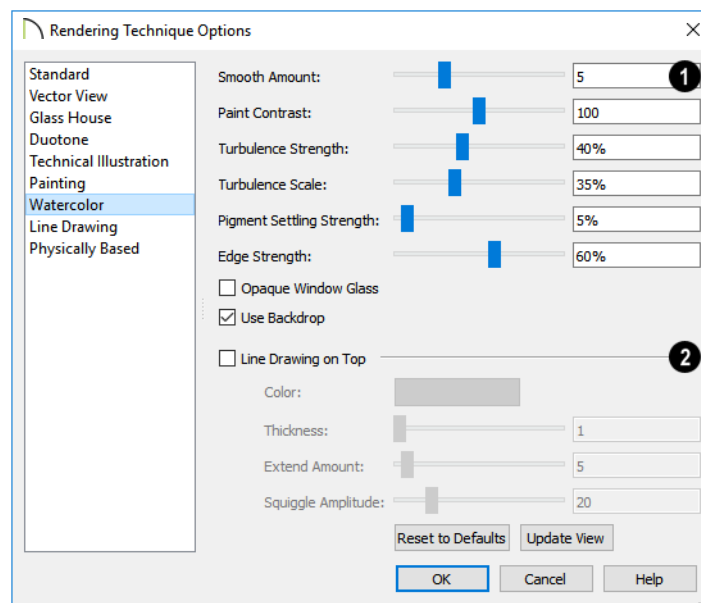 Rendering Technique Options
Standard
Vector View
Glass House
Duotone
Technical Illustration
Painting
Watercolor
Line Drawing
Physically Based
Smooth Amount: 5 1
Paint Contrast: 100
Turbulence Strength: 40%
Turbulence Scale: 35%
Pigment Settling Strength: 5%
Edge Strength: 60%
Opaque Window Glass
Use Backdrop
Line Drawing on Top 2
Color:
Thickness: 1
Extend Amount: 5
Squiggle Amplitude: 20
Reset to Defaults Update View
OK Cancel Help